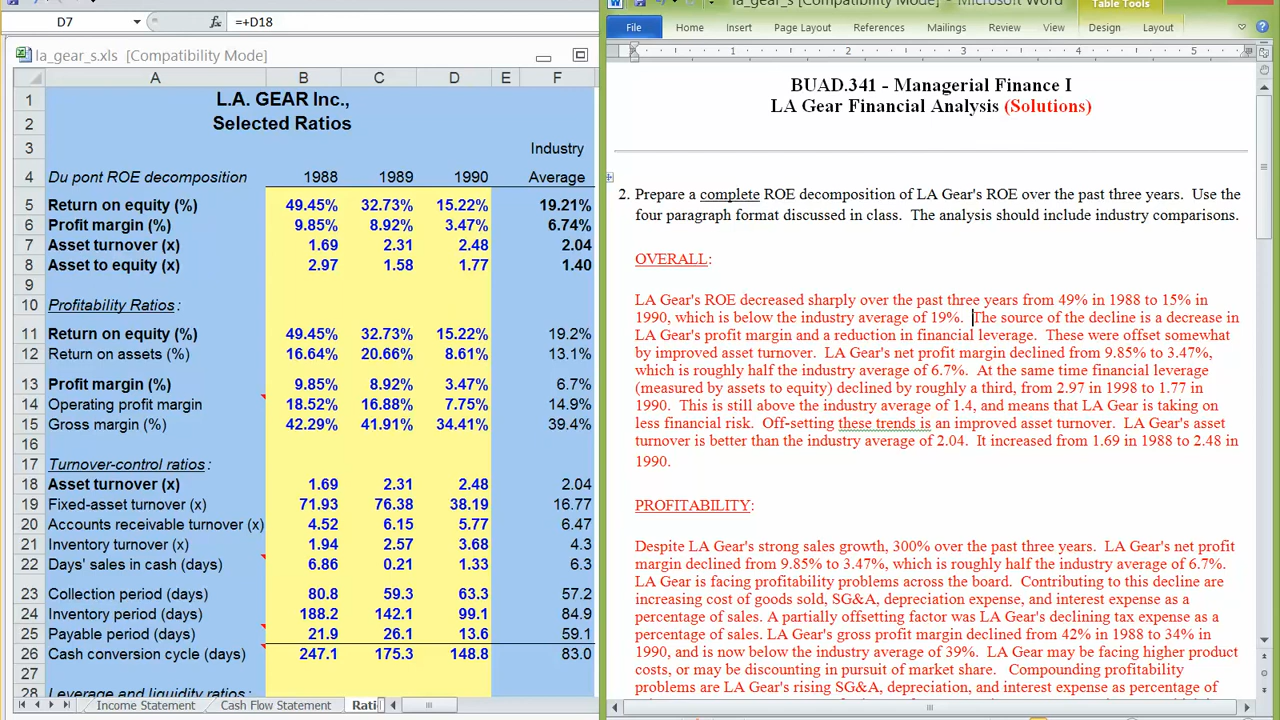 D7 fx =+D18
la_gear_s.xls [Compatibility Mode]
A B C D E F
1 L.A. GEAR Inc.,
2 Selected Ratios
3 Industry
4 Du pont ROE decomposition 1988 1989 1990 Average
5 Return on equity (%) 49.45% 32.73% 15.22% 19.21%
6 Profit margin (%) 9.85% 8.92% 3.47% 6.74%
7 Asset turnover (x) 1.69 2.31 2.48 2.04
8 Asset to equity (x) 2.97 1.58 1.77 1.40
9
10 Profitability Ratios:
11 Return on equity (%) 49.45% 32.73% 15.22% 19.2%
12 Return on assets (%) 16.64% 20.66% 8.61% 13.1%
13 Profit margin (%) 9.85% 8.92% 3.47% 6.7%
14 Operating profit margin 18.52% 16.88% 7.75% 14.9%
15 Gross margin (%) 42.29% 41.91% 34.41% 39.4%
16
17 Turnover-control ratios:
18 Asset turnover (x) 1.69 2.31 2.48 2.04
19 Fixed-asset turnover (x) 71.93 76.38 38.19 16.77
20 Accounts receivable turnover (x) 4.52 6.15 5.77 6.47
21 Inventory turnover (x) 1.94 2.57 3.68 4.3
22 Days' sales in cash (days) 6.86 0.21 1.33 6.3
23 Collection period (days) 80.8 59.3 63.3 57.2
24 Inventory period (days) 188.2 142.1 99.1 84.9
25 Payable period (days) 21.9 26.1 13.6 59.1
26 Cash conversion cycle (days) 247.1 175.3 148.8 83.0
27
28 Leverage and liquidity ratios:
Income Statement Cash Flow Statement Rati
la_gear_s [Compatibility Mode] - Microsoft Word Table Tools
File Home Insert Page Layout References Mailings Review View Design Layout
1 2 3 4 5
BUAD.341 - Managerial Finance I
LA Gear Financial Analysis (Solutions)
2. Prepare a complete ROE decomposition of LA Gear's ROE over the past three years. Use the
four paragraph format discussed in class. The analysis should include industry comparisons.
OVERALL:
LA Gear's ROE decreased sharply over the past three years from 49% in 1988 to 15% in
1990, which is below the industry average of 19%. The source of the decline is a decrease in
LA Gear's profit margin and a reduction in financial leverage. These were offset somewhat
by improved asset turnover. LA Gear's net profit margin declined from 9.85% to 3.47%,
which is roughly half the industry average of 6.7%. At the same time financial leverage
(measured by assets to equity) declined by roughly a third, from 2.97 in 1998 to 1.77 in
1990. This is still above the industry average of 1.4, and means that LA Gear is taking on
less financial risk. Off-setting these trends is an improved asset turnover. LA Gear's asset
turnover is better than the industry average of 2.04. It increased from 1.69 in 1988 to 2.48 in
1990.
PROFITABILITY:
Despite LA Gear's strong sales growth, 300% over the past three years. LA Gear's net profit
margin declined from 9.85% to 3.47%, which is roughly half the industry average of 6.7%.
LA Gear is facing profitability problems across the board. Contributing to this decline are
increasing cost of goods sold, SG&A, depreciation expense, and interest expense as a
percentage of sales. A partially offsetting factor was LA Gear's declining tax expense as a
percentage of sales. LA Gear's gross profit margin declined from 42% in 1988 to 34% in
1990, and is now below the industry average of 39%. LA Gear may be facing higher product
costs, or may be discounting in pursuit of market share. Compounding profitability
problems are LA Gear's rising SG&A, depreciation, and interest expense as percentage of